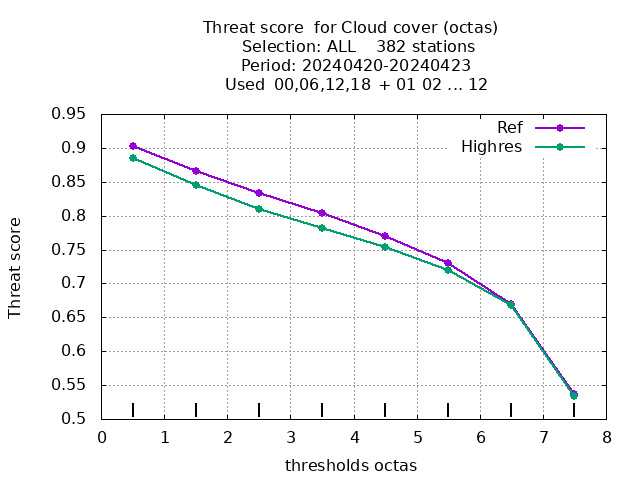 Threat score  for Cloud cover (octas)
Selection: ALL    382 stations
Period: 20240420-20240423
Used  00,06,12,18  + 01 02 ... 12
Ref
Highres
Threat score
0.95
0.9
0.85
0.8
0.75
0.7
0.65
0.6
0.55
0.5
0 1 2 3 4 5 6 7 8
thresholds octas